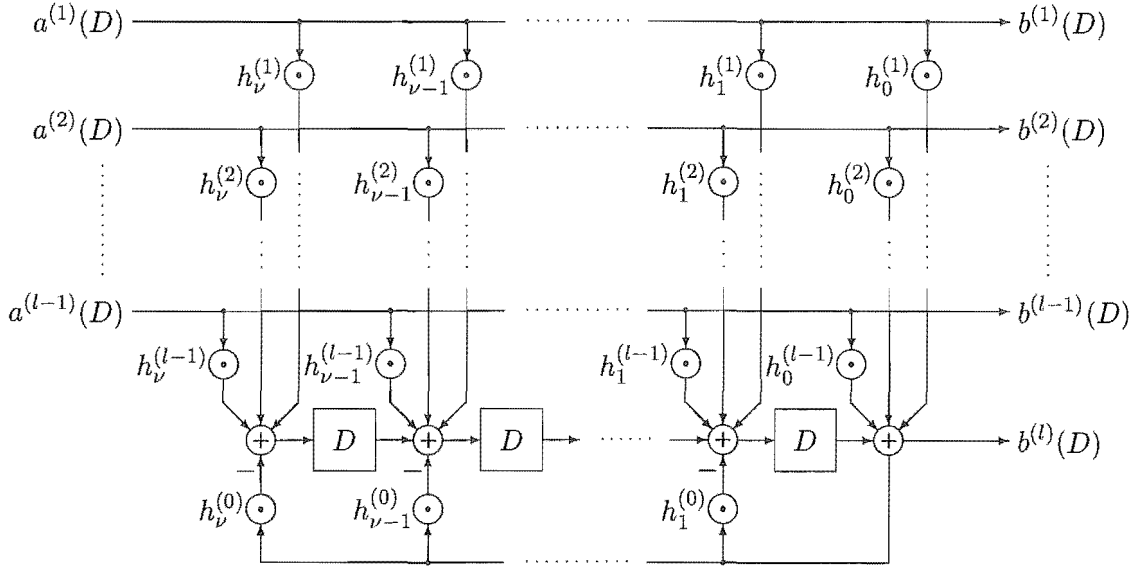 a^{(1)}(D) b^{(1)}(D)
h_ν^{(1)} h_{ν−1}^{(1)} h_1^{(1)} h_0^{(1)}
a^{(2)}(D) b^{(2)}(D)
h_ν^{(2)} h_{ν−1}^{(2)} h_1^{(2)} h_0^{(2)}
a^{(l−1)}(D) b^{(l−1)}(D)
h_ν^{(l−1)} h_{ν−1}^{(l−1)} h_1^{(l−1)} h_0^{(l−1)}
+ D + D + D + b^{(l)}(D)
− − −
h_ν^{(0)} h_{ν−1}^{(0)} h_1^{(0)}